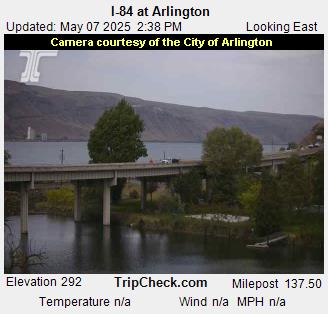 I-84 at Arlington
Updated: May 07 2025 2:38 PM Looking East
Camera courtesy of the City of Arlington
Elevation 292 TripCheck.com Milepost 137.50
Temperature n/a Wind n/a MPH n/a